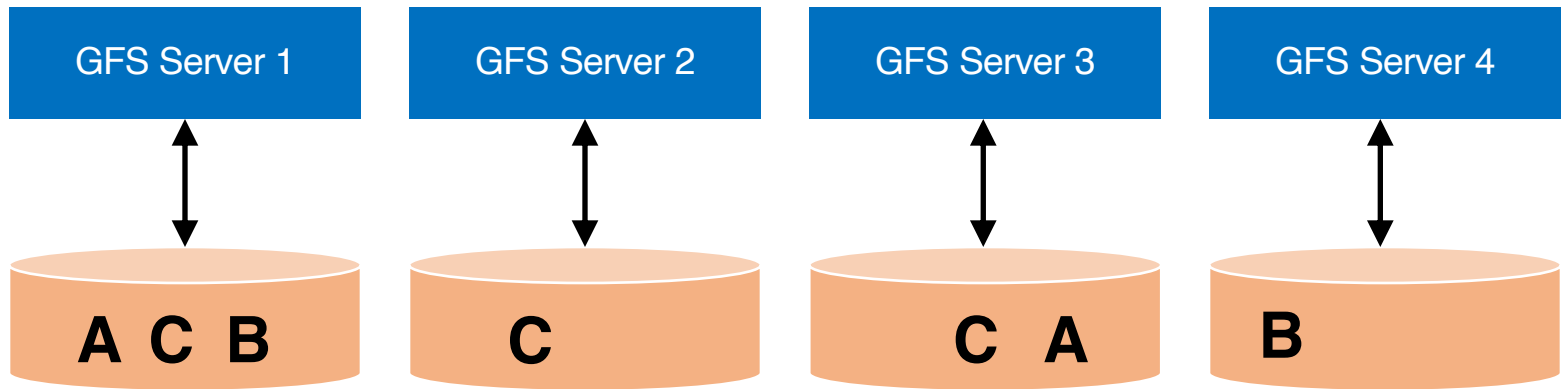 GFS Server 1
GFS Server 2
GFS Server 3
GFS Server 4
A C B
C
C A
B